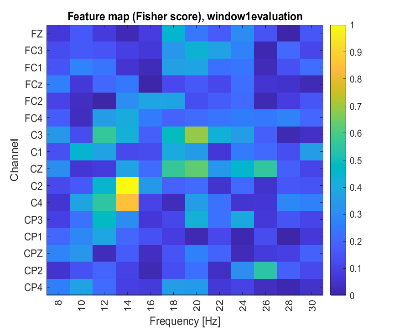 Feature map (Fisher score), window1evaluation
Channel
FZ
FC3
FC1
FCz
FC2
FC4
C3
C1
CZ
C2
C4
CP3
CP1
CPZ
CP2
CP4
8 10 12 14 16 18 20 22 24 26 28 30
Frequency [Hz]
1
0.9
0.8
0.7
0.6
0.5
0.4
0.3
0.2
0.1
0